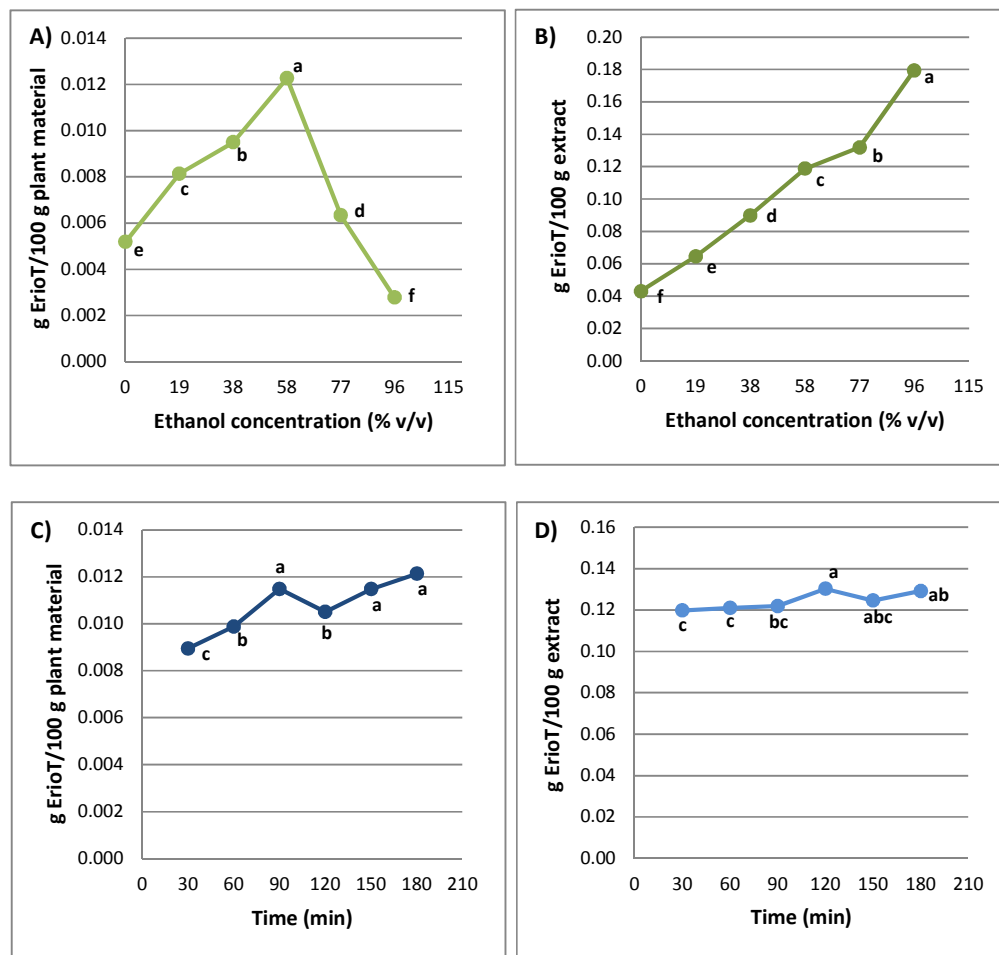 A)
g ErioT/100 g plant material
0.014
0.012
0.010
0.008
0.006
0.004
0.002
0.000
a
b
c
d
e
f
0 19 38 58 77 96 115
Ethanol concentration (% v/v)
B)
g ErioT/100 g extract
0.20
0.18
0.16
0.14
0.12
0.10
0.08
0.06
0.04
0.02
0.00
a
b
c
d
e
f
0 19 38 58 77 96 115
Ethanol concentration (% v/v)
C)
g ErioT/100 g plant material
0.014
0.012
0.010
0.008
0.006
0.004
0.002
0.000
c
b
a
b
a
a
0 30 60 90 120 150 180 210
Time (min)
D)
g ErioT/100 g extract
0.16
0.14
0.12
0.10
0.08
0.06
0.04
0.02
0.00
c
c
bc
a
abc
ab
0 30 60 90 120 150 180 210
Time (min)